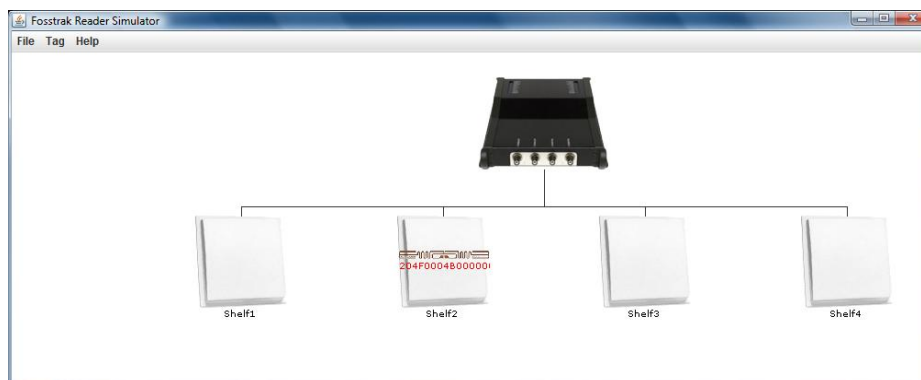 Fosstrak Reader Simulator
File Tag Help
204F0004B00000
Shelf1 Shelf2 Shelf3 Shelf4